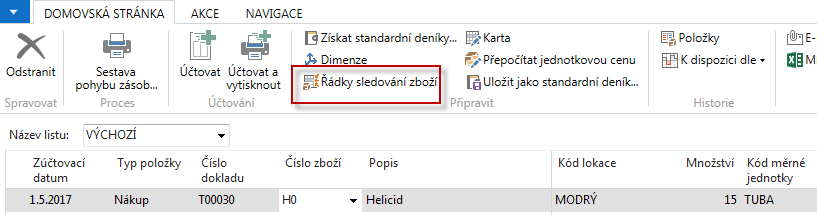 DOMOVSKÁ STRÁNKA AKCE NAVIGACE
Odstranit
Spravovat
Sestava
pohybu zásob...
Proces
Účtovat
Účtovat a
vytisknout
Účtování
Získat standardní deníky...
Dimenze
Řádky sledování zboží
Karta
Přepočítat jednotkovou cenu
Uložit jako standardní deník...
Připravit
Položky
K dispozici dle
Historie
E-
Název listu: VÝCHOZÍ
Zúčtovací
datum
Typ položky
Číslo
dokladu
Číslo zboží
Popis
Kód lokace
Množství
Kód měrné
jednotky
1.5.2017 Nákup T00030 H0 Helicid MODRÝ 15 TUBA